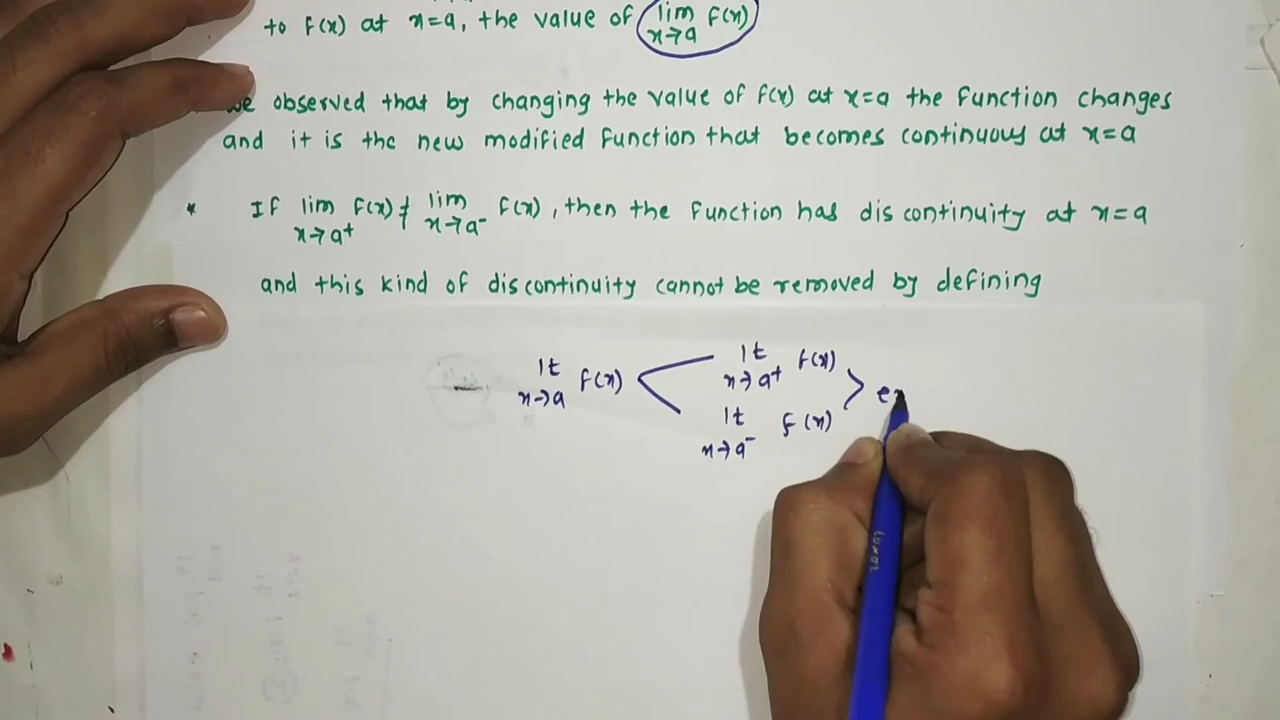 to f(x) at x=a, the value of lim x→a f(x)
we observed that by changing the value of f(x) at x=a the function changes
and it is the new modified function that becomes continuous at x=a
* If lim x→a⁺ f(x) ≠ lim x→a⁻ f(x), then the function has discontinuity at x=a
and this kind of discontinuity cannot be removed by defining
lt x→a f(x) < lt x→a⁺ f(x) > ex
lt x→a⁻ f(x)
LUXOR